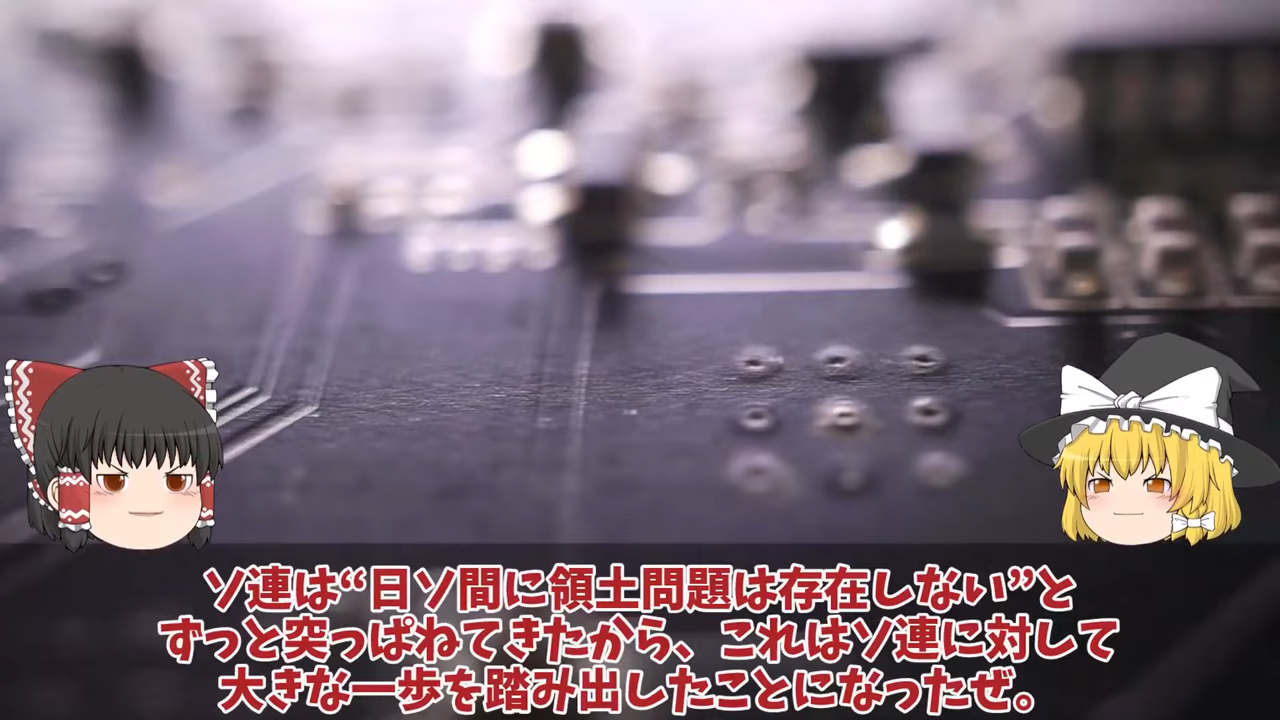 ソ連は“日ソ間に領土問題は存在しない”と
ずっと突っぱねてきたから、これはソ連に対して
大きな一歩を踏み出したことになったぜ。